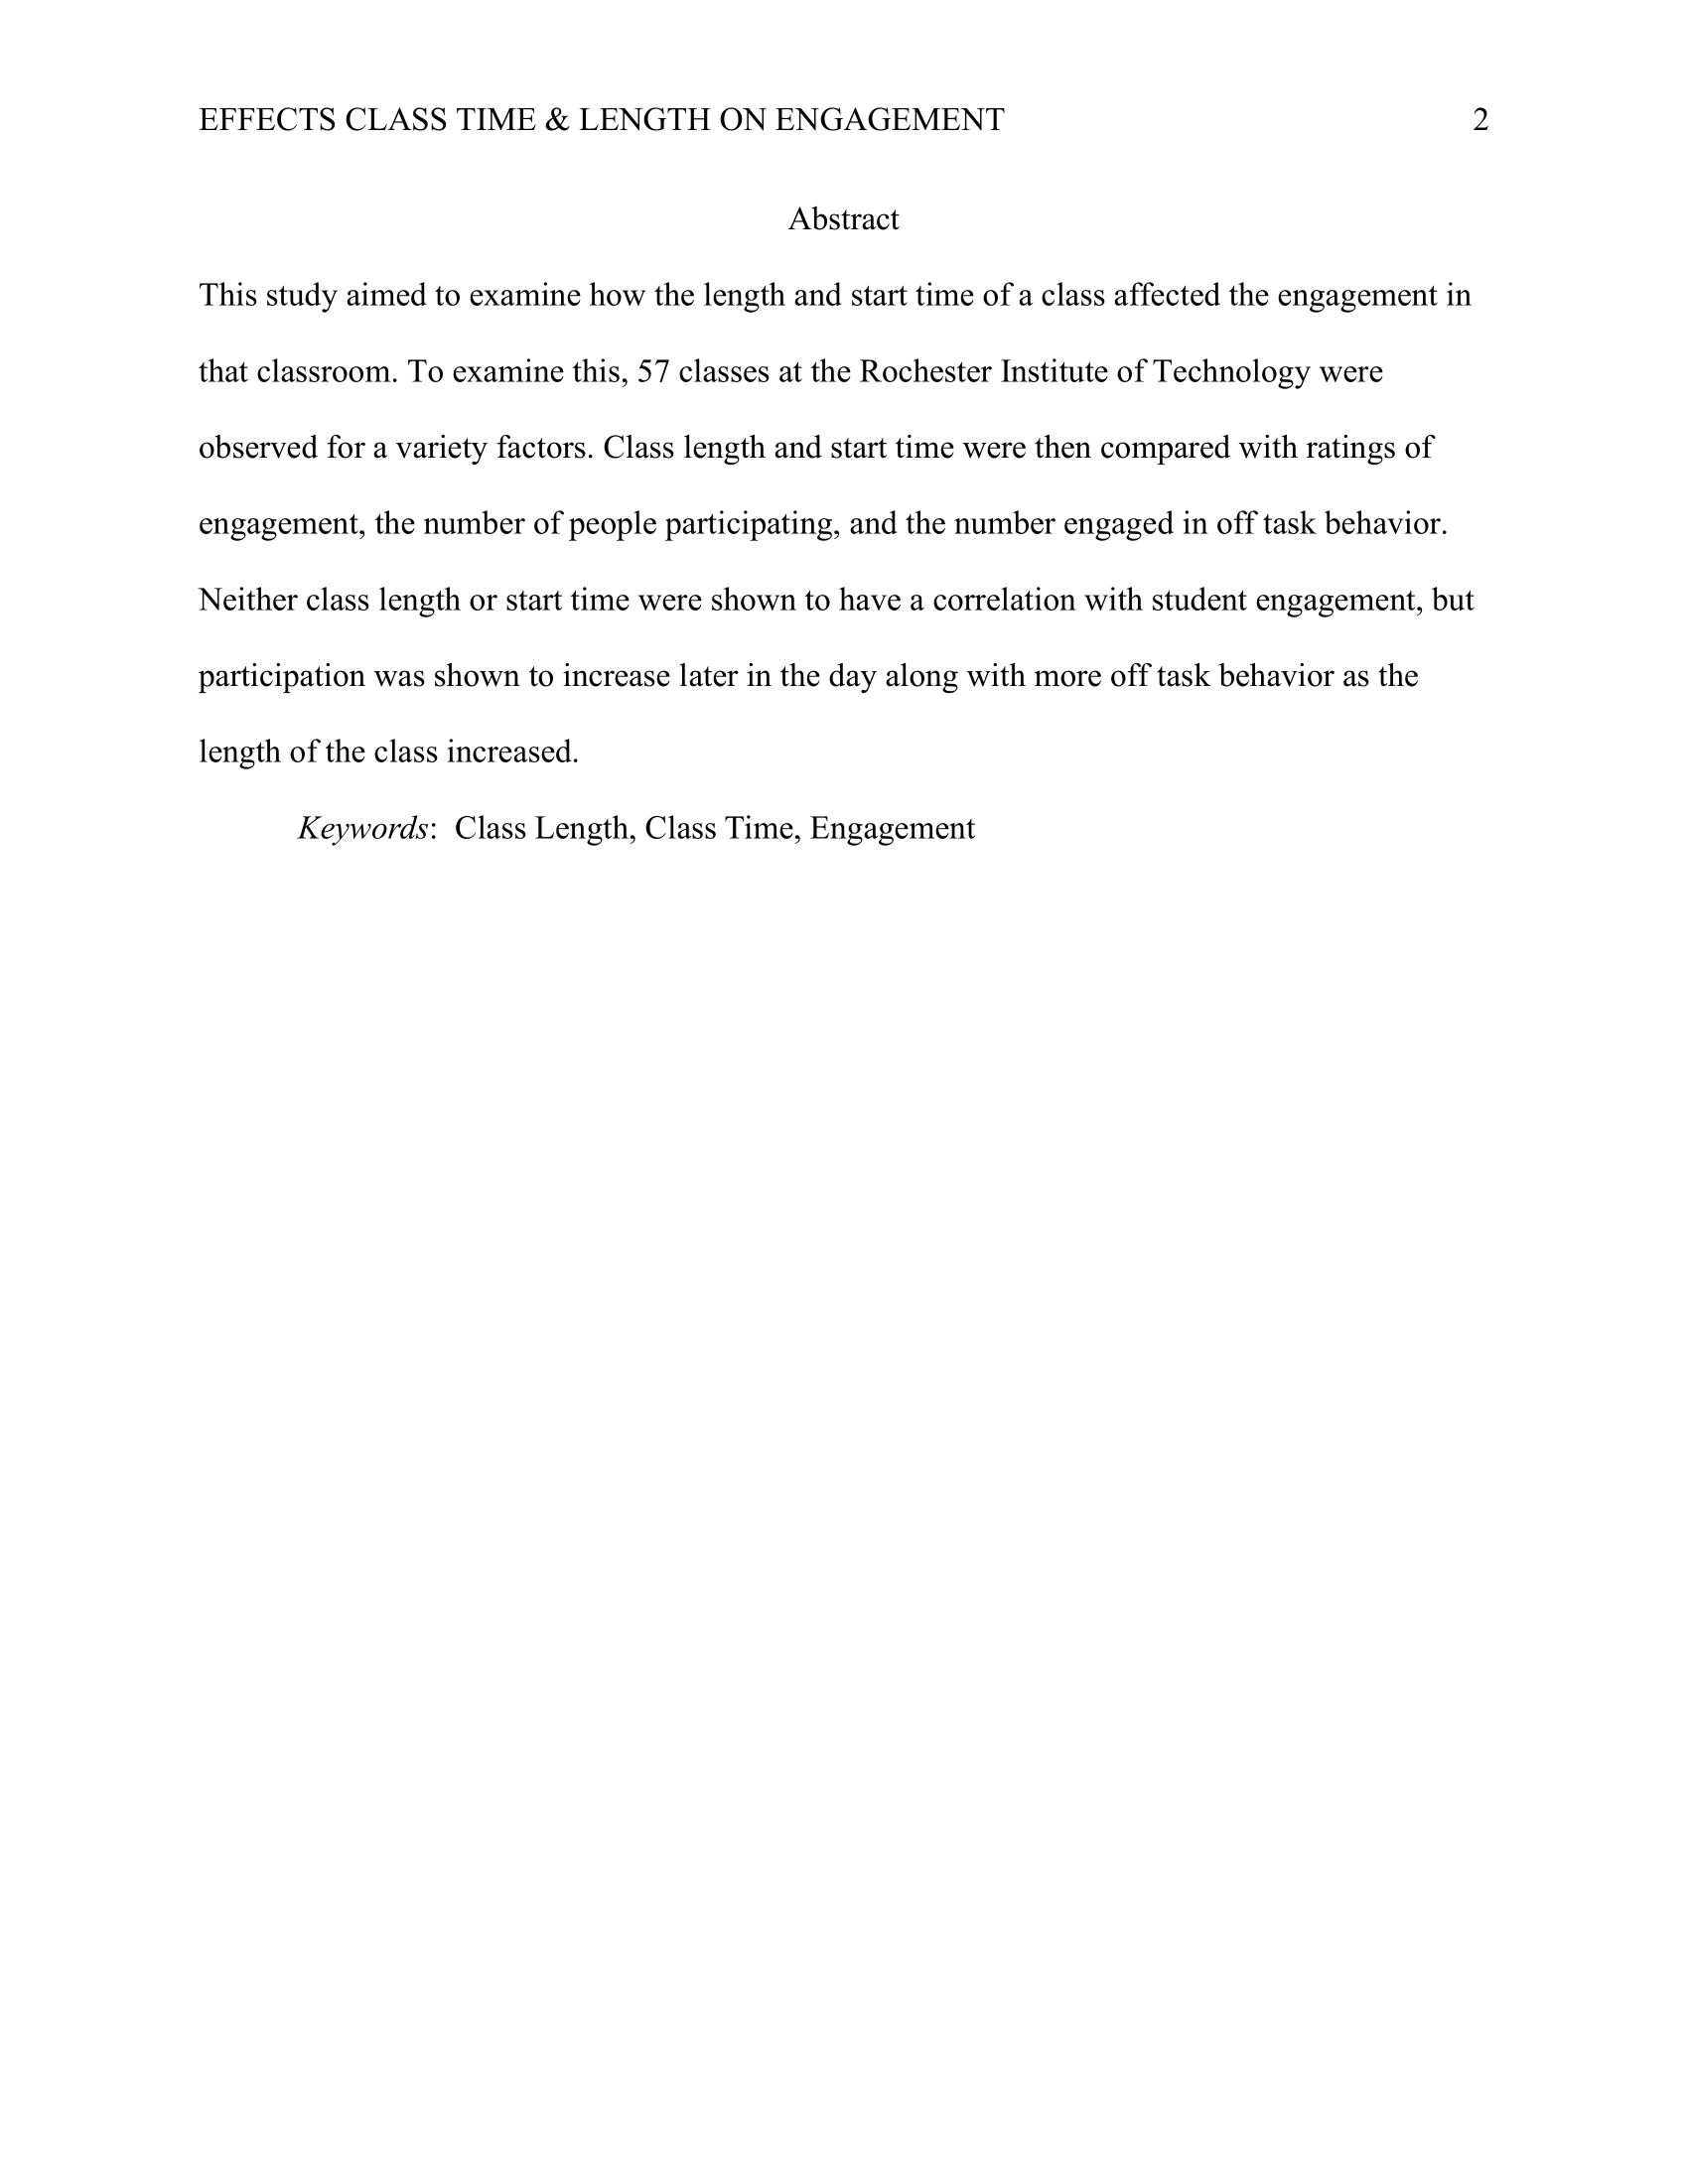 EFFECTS CLASS TIME & LENGTH ON ENGAGEMENT 2
Abstract
This study aimed to examine how the length and start time of a class affected the engagement in
that classroom. To examine this, 57 classes at the Rochester Institute of Technology were
observed for a variety factors. Class length and start time were then compared with ratings of
engagement, the number of people participating, and the number engaged in off task behavior.
Neither class length or start time were shown to have a correlation with student engagement, but
participation was shown to increase later in the day along with more off task behavior as the
length of the class increased.
Keywords: Class Length, Class Time, Engagement